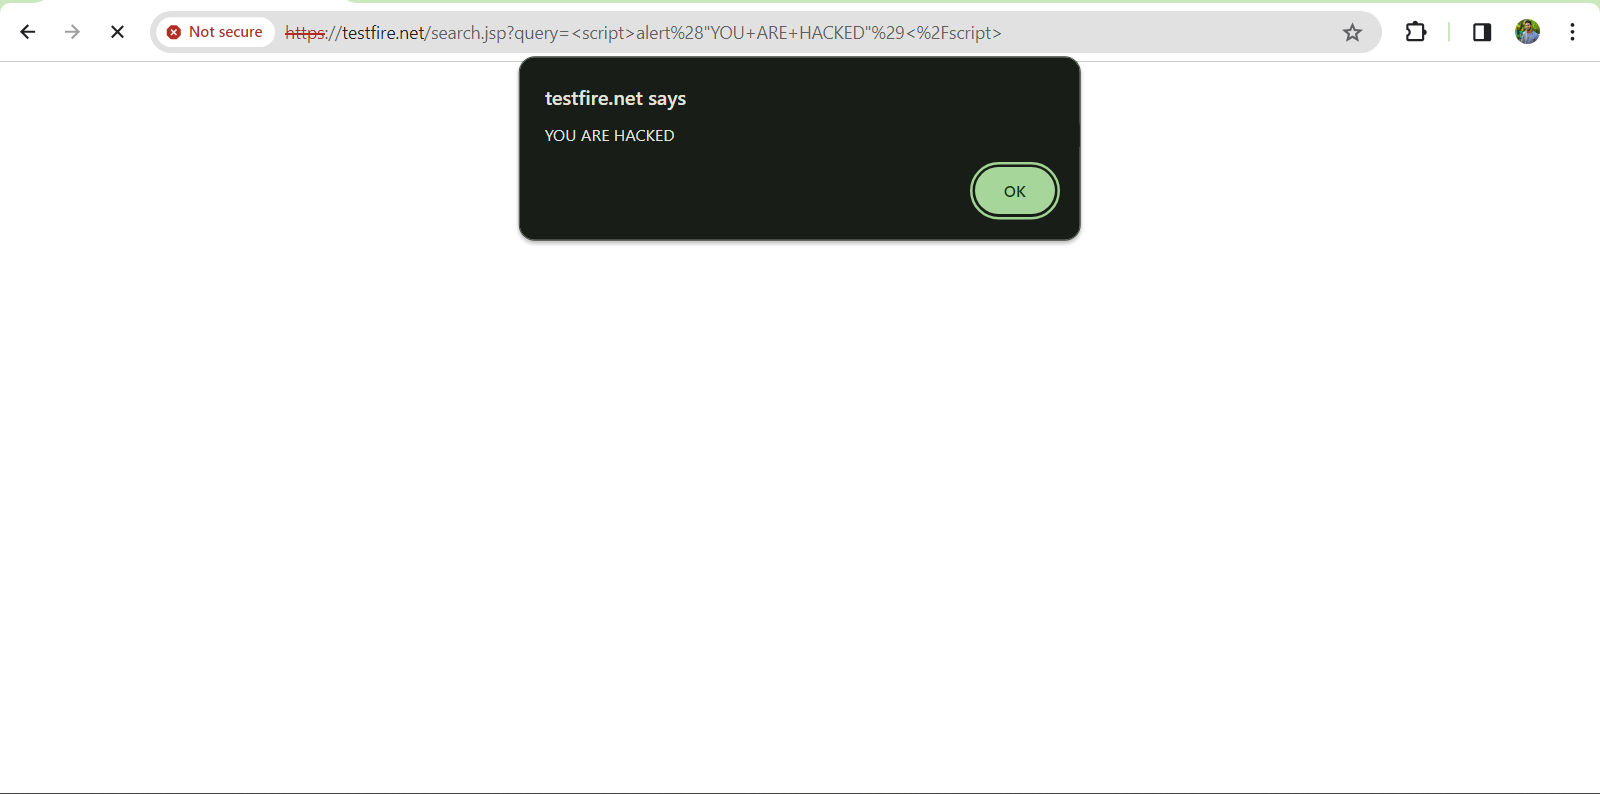 Not secure https://testfire.net/search.jsp?query=<script>alert%28"YOU+ARE+HACKED"%29<%2Fscript>
testfire.net says
YOU ARE HACKED
OK